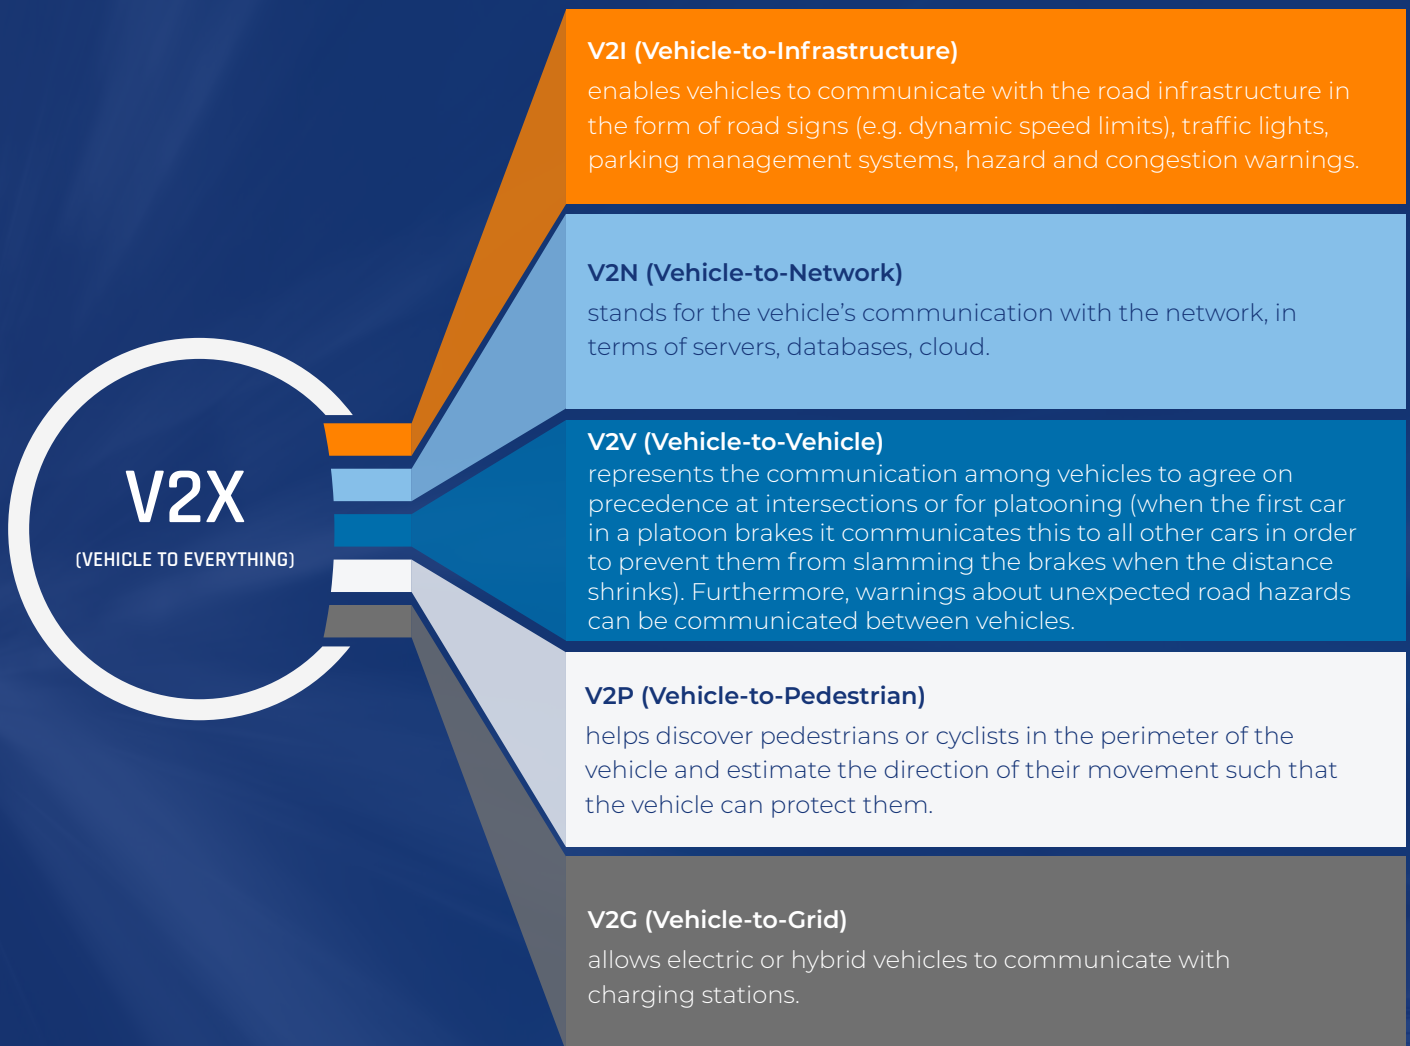 V2X
(VEHICLE TO EVERYTHING)
V2I (Vehicle-to-Infrastructure)
enables vehicles to communicate with the road infrastructure in
the form of road signs (e.g. dynamic speed limits), traffic lights,
parking management systems, hazard and congestion warnings.
V2N (Vehicle-to-Network)
stands for the vehicle’s communication with the network, in
terms of servers, databases, cloud.
V2V (Vehicle-to-Vehicle)
represents the communication among vehicles to agree on
precedence at intersections or for platooning (when the first car
in a platoon brakes it communicates this to all other cars in order
to prevent them from slamming the brakes when the distance
shrinks). Furthermore, warnings about unexpected road hazards
can be communicated between vehicles.
V2P (Vehicle-to-Pedestrian)
helps discover pedestrians or cyclists in the perimeter of the
vehicle and estimate the direction of their movement such that
the vehicle can protect them.
V2G (Vehicle-to-Grid)
allows electric or hybrid vehicles to communicate with
charging stations.